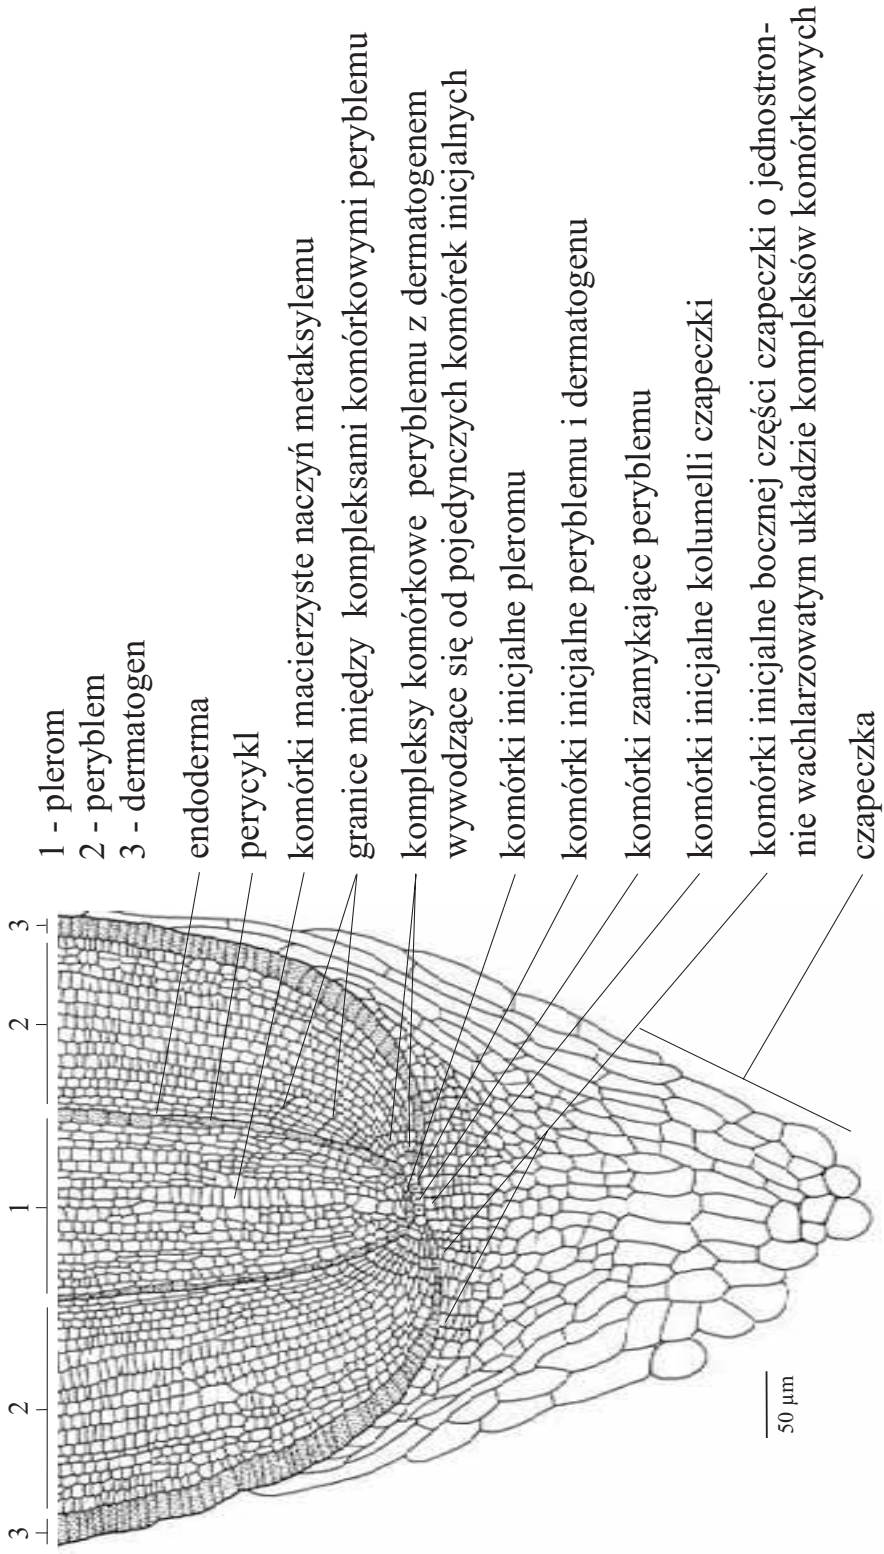 1 - plerom
2 - peryblem
3 - dermatogen
endoderma
perycykl
komórki macierzyste naczyń metaksylemu
granice między kompleksami komórkowymi peryblemu
kompleksy komórkowe peryblemu z dermatogenem
wywodzące się od pojedynczych komórek inicjalnych
komórki inicjalne pleromu
komórki inicjalne peryblemu i dermatogenu
komórki zamykające peryblemu
komórki inicjalne kolumelli czapeczki
komórki inicjalne bocznej części czapeczki o jednostron-
nie wachlarzowatym układzie kompleksów komórkowych
czapeczka
3 2 1 2 3
50 μm